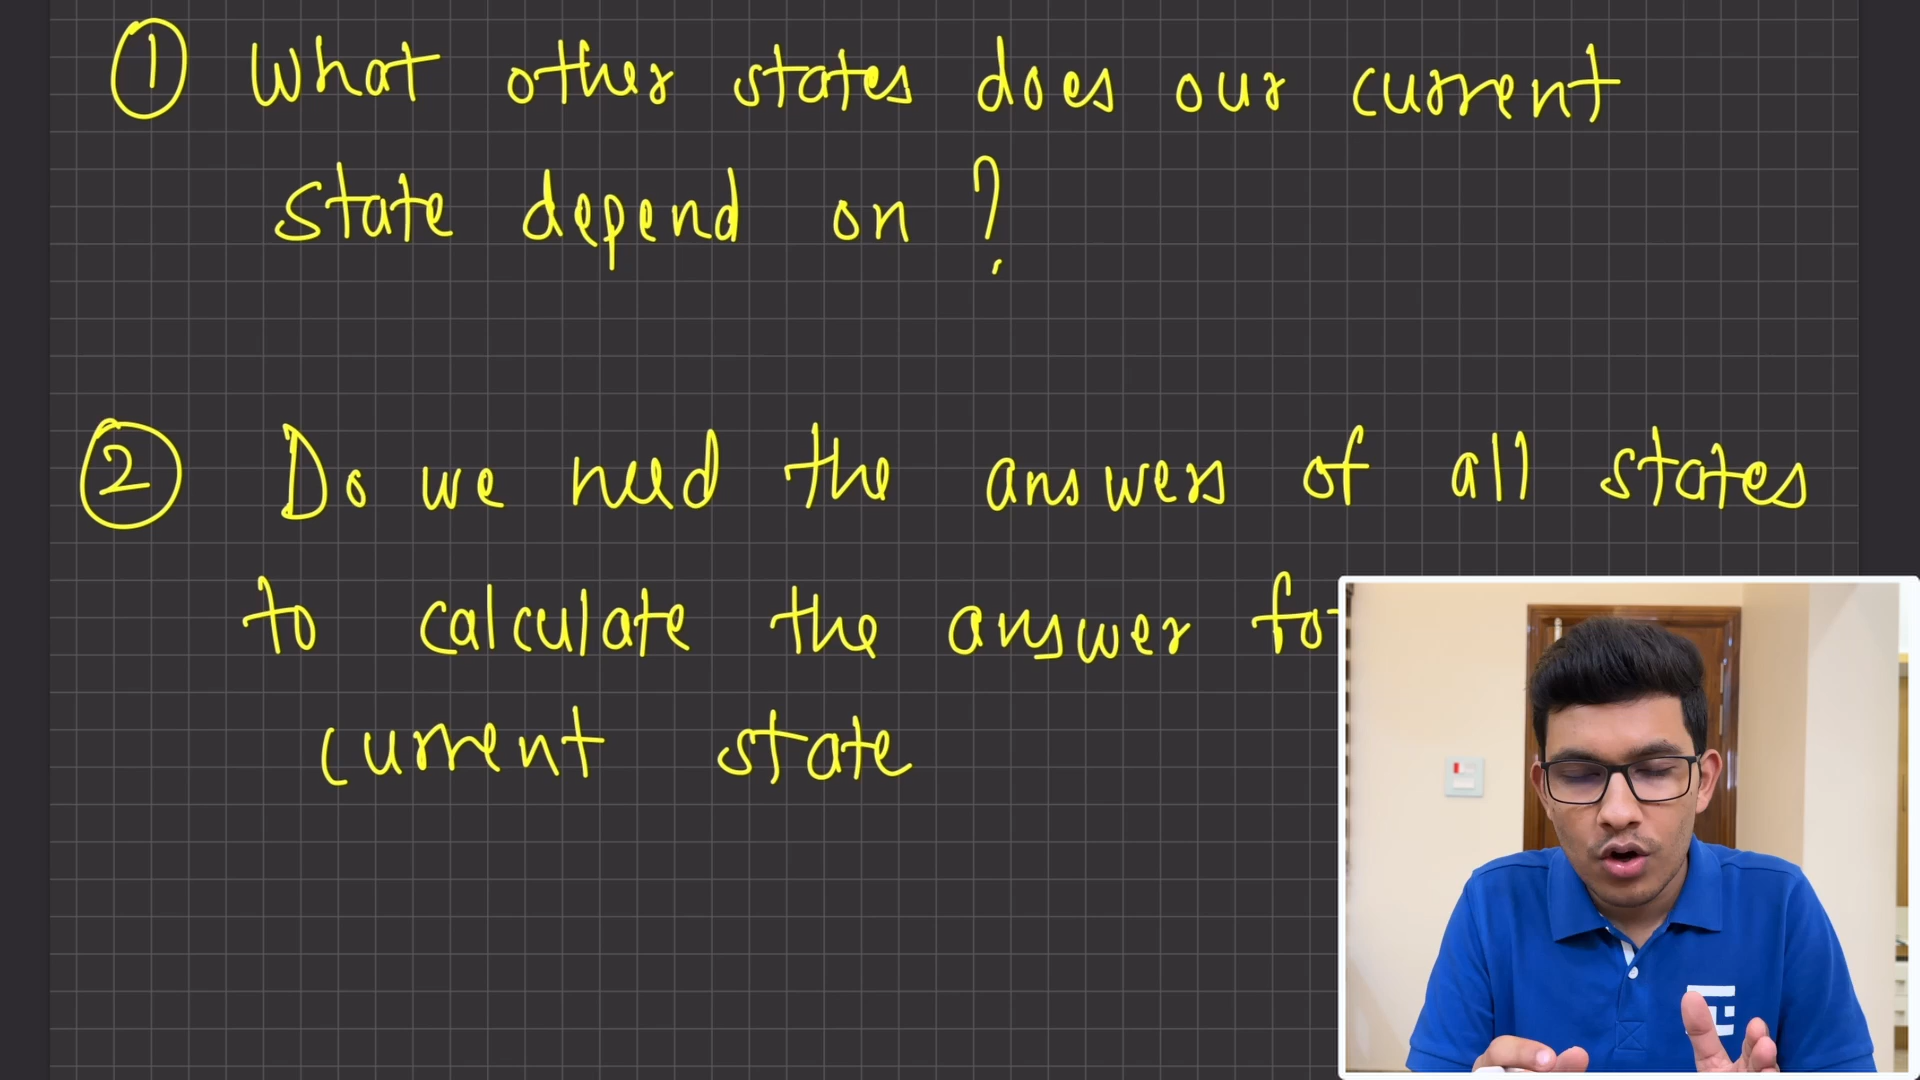 ① What other states does our current
state depend on ?
② Do we need the answers of all states
to calculate the answer
current state